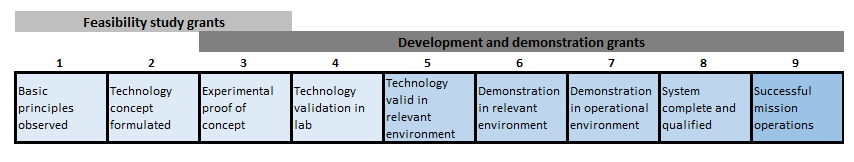 Feasibility study grants
Development and demonstration grants
1 2 3 4 5 6 7 8 9
Basic
principles
observed
Technology
concept
formulated
Experimental
proof of
concept
Technology
validation in
lab
Technology
valid in
relevant
environment
Demonstration
in relevant
environment
Demonstration
in operational
environment
System
complete and
qualified
Successful
mission
operations